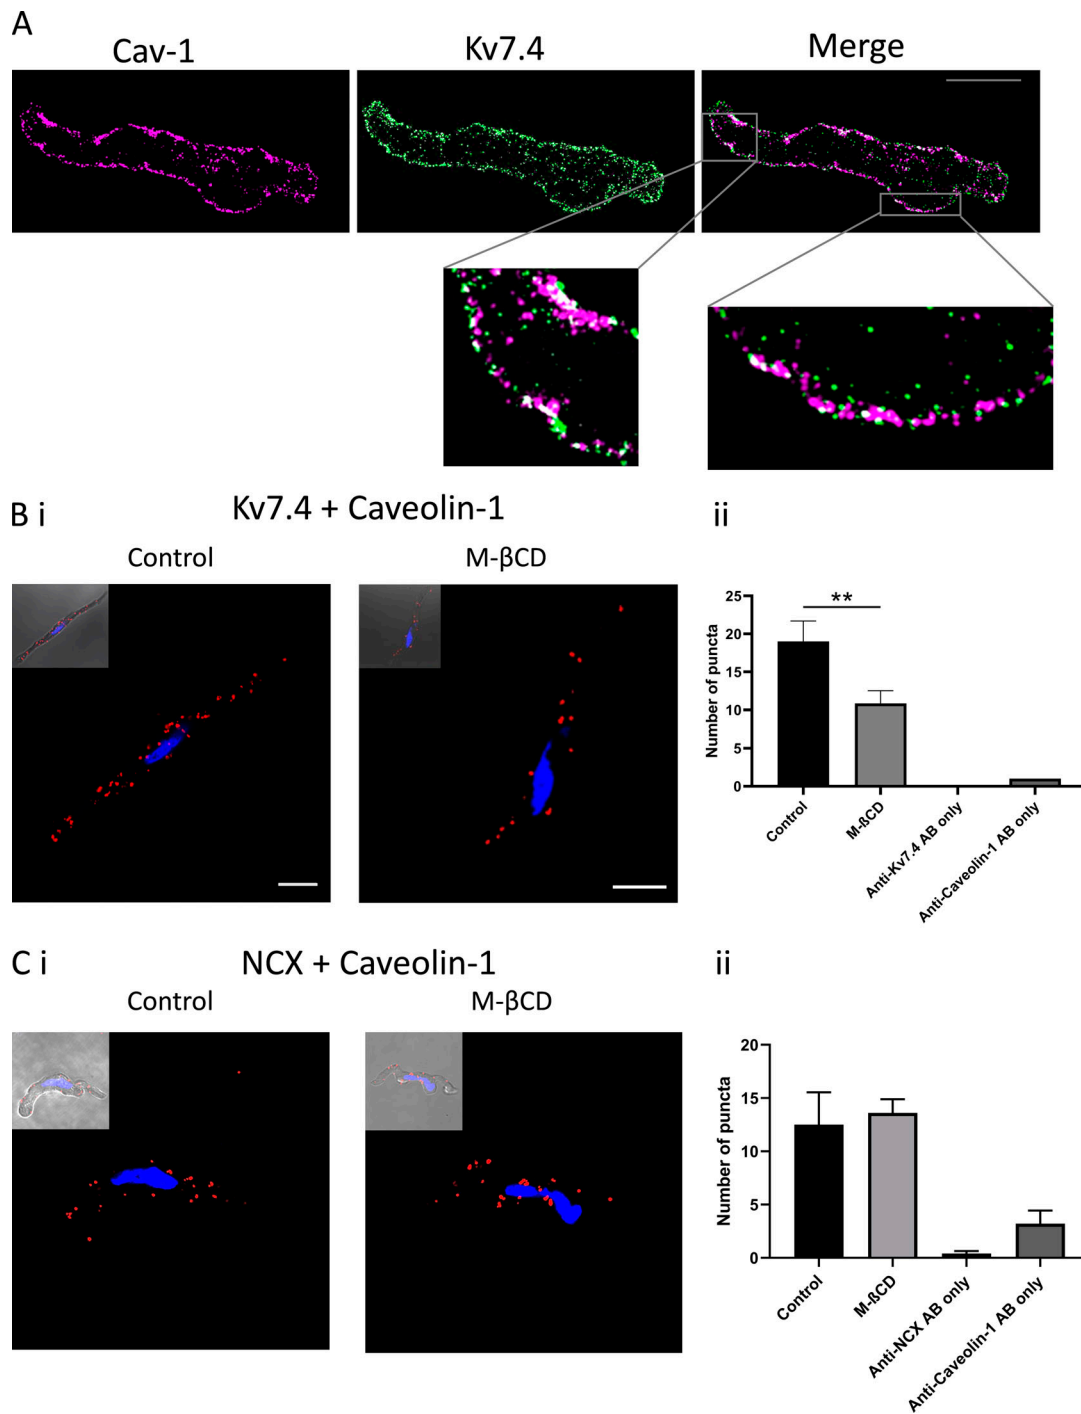 A
Cav-1
Kv7.4
Merge
B i
Kv7.4 + Caveolin-1
Control
M-βCD
ii
Number of puncta
25
20
15
10
5
0
**
Control
M-ßCD
Anti-Kv7.4 AB only
Anti-Caveolin-1 AB only
C i
NCX + Caveolin-1
Control
M-βCD
ii
Number of puncta
20
15
10
5
0
Control
M-ßCD
Anti-NCX AB only
Anti-Caveolin-1 AB only